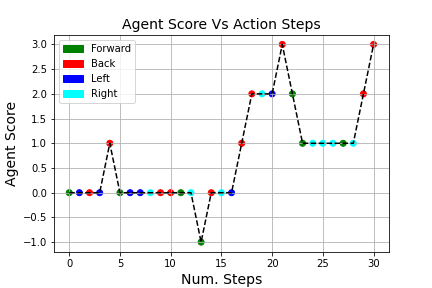 Agent Score Vs Action Steps
Agent Score
3.0
2.5
2.0
1.5
1.0
0.5
0.0
−0.5
−1.0
Forward
Back
Left
Right
0 5 10 15 20 25 30
Num. Steps